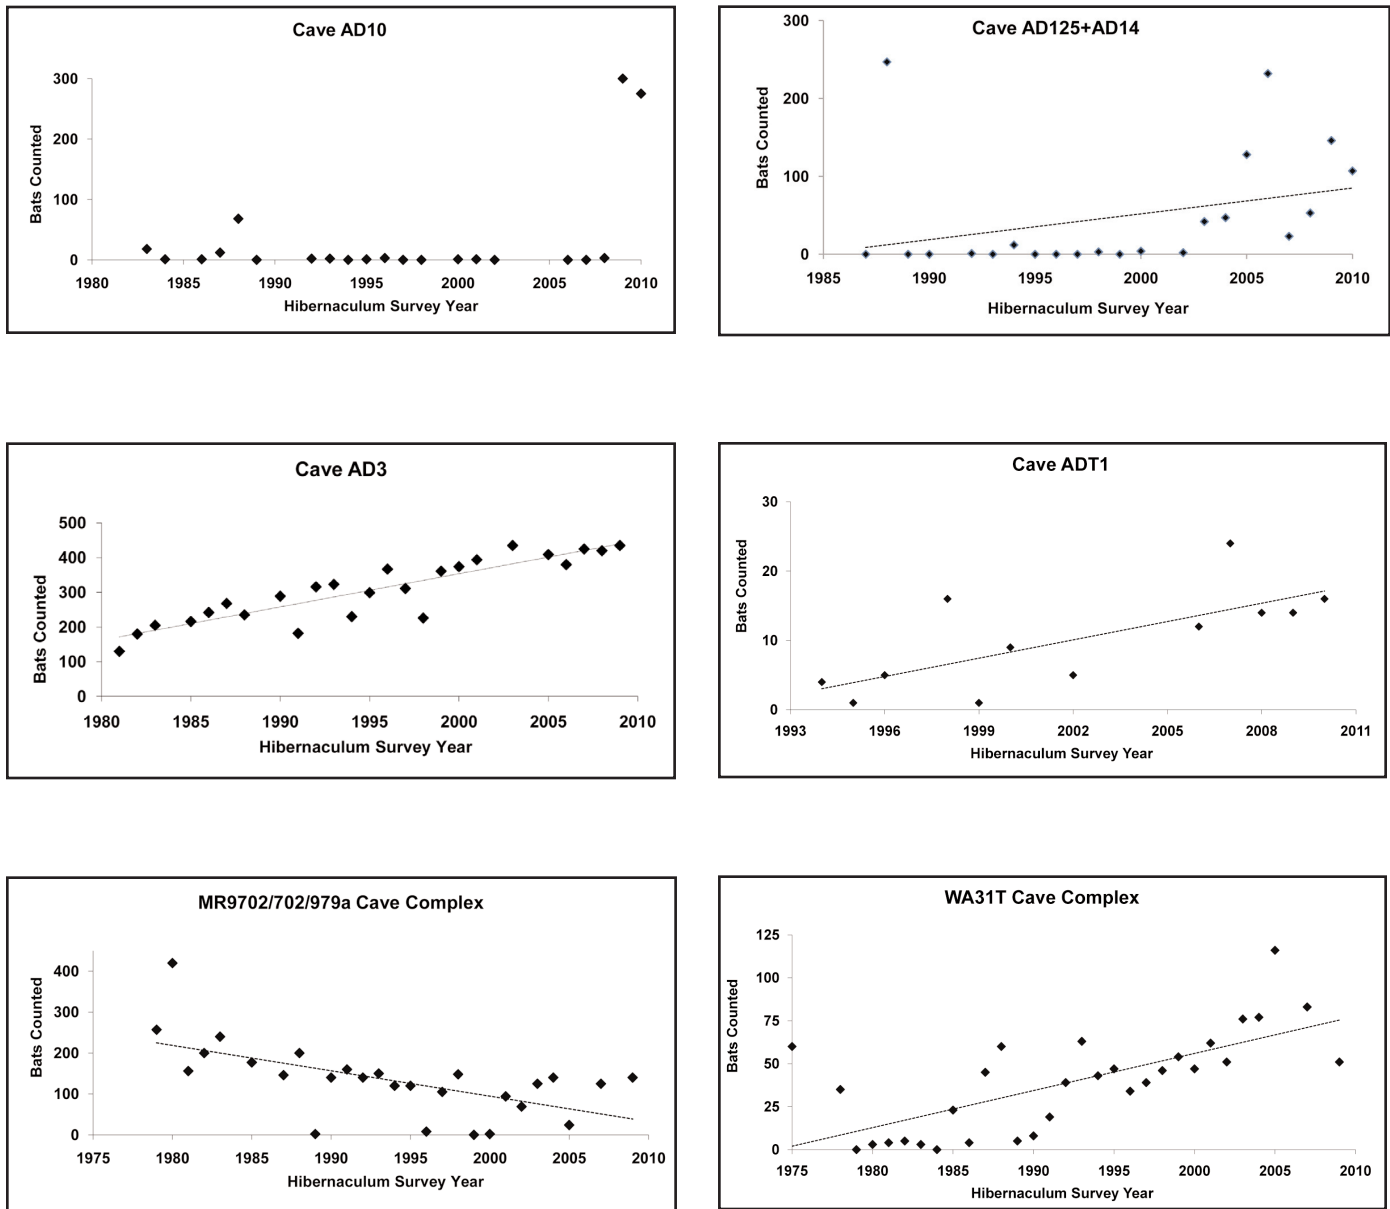 Cave AD10
300
200
100
0
Bats Counted
1980 1985 1990 1995 2000 2005 2010
Hibernaculum Survey Year
Cave AD125+AD14
300
200
100
0
Bats Counted
1985 1990 1995 2000 2005 2010
Hibernaculum Survey Year
Cave AD3
500
400
300
200
100
0
Bats Counted
1980 1985 1990 1995 2000 2005 2010
Hibernaculum Survey Year
Cave ADT1
30
20
10
0
Bats Counted
1993 1996 1999 2002 2005 2008 2011
Hibernaculum Survey Year
MR9702/702/979a Cave Complex
400
300
200
100
0
Bats Counted
1975 1980 1985 1990 1995 2000 2005 2010
Hibernaculum Survey Year
WA31T Cave Complex
125
100
75
50
25
0
Bats Counted
1975 1980 1985 1990 1995 2000 2005 2010
Hibernaculum Survey Year